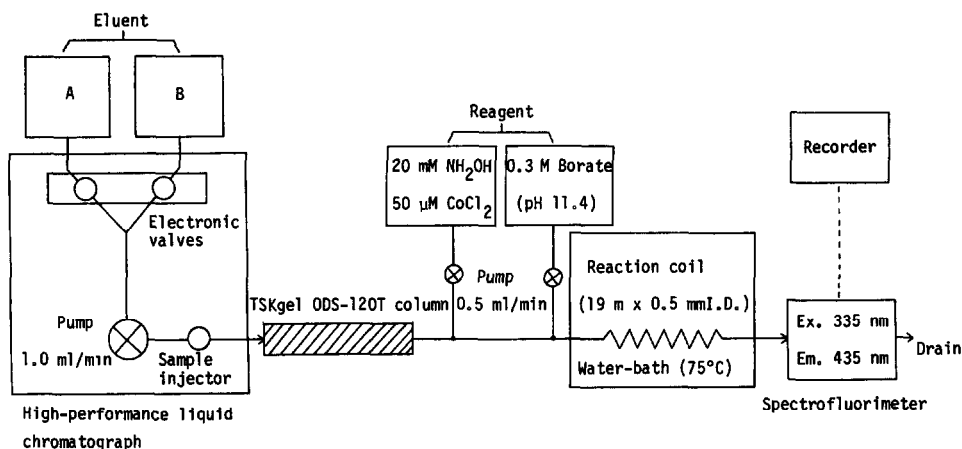 Eluent
A
B
Reagent
20 mM NH2OH
50 μM CoCl2
0.3 M Borate
(pH 11.4)
Recorder
Electronic
valves
Pump
Reaction coil
(19 m x 0.5 mmI.D.)
TSKgel ODS-120T column
0.5 ml/min
Pump
1.0 ml/min
Sample
injector
Water-bath (75°C)
Ex. 335 nm
Em. 435 nm
Drain
Spectrofluorimeter
High-performance liquid
chromatograph